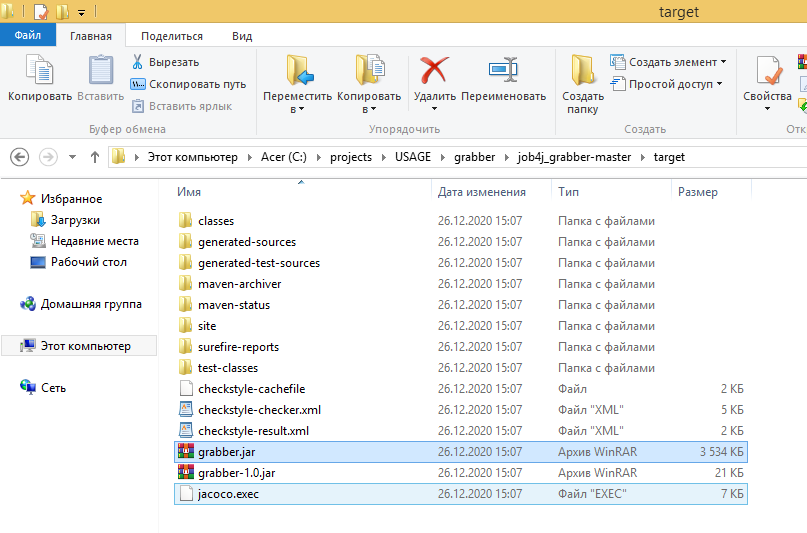 target
Файл Главная Поделиться Вид
Копировать
Вставить
Вырезать
Скопировать путь
Вставить ярлык
Переместить в
Копировать в
Удалить
Переименовать
Создать папку
Создать элемент
Простой доступ
Свойства
Буфер обмена
Упорядочить
Создать
Этот компьютер Acer (C:) projects USAGE grabber job4j_grabber-master target
Избранное
Загрузки
Недавние места
Рабочий стол
Домашняя группа
Этот компьютер
Сеть
Имя Дата изменения Тип Размер
classes 26.12.2020 15:07 Папка с файлами
generated-sources 26.12.2020 15:07 Папка с файлами
generated-test-sources 26.12.2020 15:07 Папка с файлами
maven-archiver 26.12.2020 15:07 Папка с файлами
maven-status 26.12.2020 15:07 Папка с файлами
site 26.12.2020 15:07 Папка с файлами
surefire-reports 26.12.2020 15:07 Папка с файлами
test-classes 26.12.2020 15:07 Папка с файлами
checkstyle-cachefile 26.12.2020 15:07 Файл 2 КБ
checkstyle-checker.xml 26.12.2020 15:07 Файл "XML" 5 КБ
checkstyle-result.xml 26.12.2020 15:07 Файл "XML" 2 КБ
grabber.jar 26.12.2020 15:07 Архив WinRAR 3 534 КБ
grabber-1.0.jar 26.12.2020 15:07 Архив WinRAR 21 КБ
jacoco.exec 26.12.2020 15:07 Файл "EXEC" 7 КБ